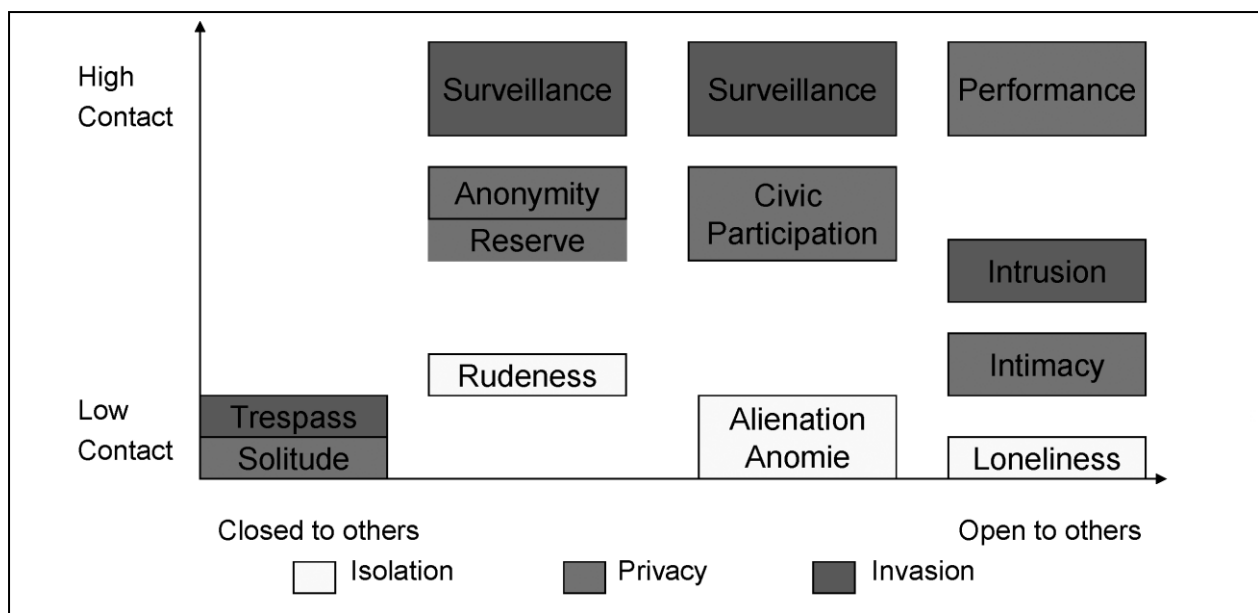 High
Contact
Surveillance
Surveillance
Performance
Anonymity
Reserve
Civic
Participation
Intrusion
Intimacy
Rudeness
Low
Contact
Trespass
Solitude
Alienation
Anomie
Loneliness
Closed to others
Open to others
Isolation
Privacy
Invasion